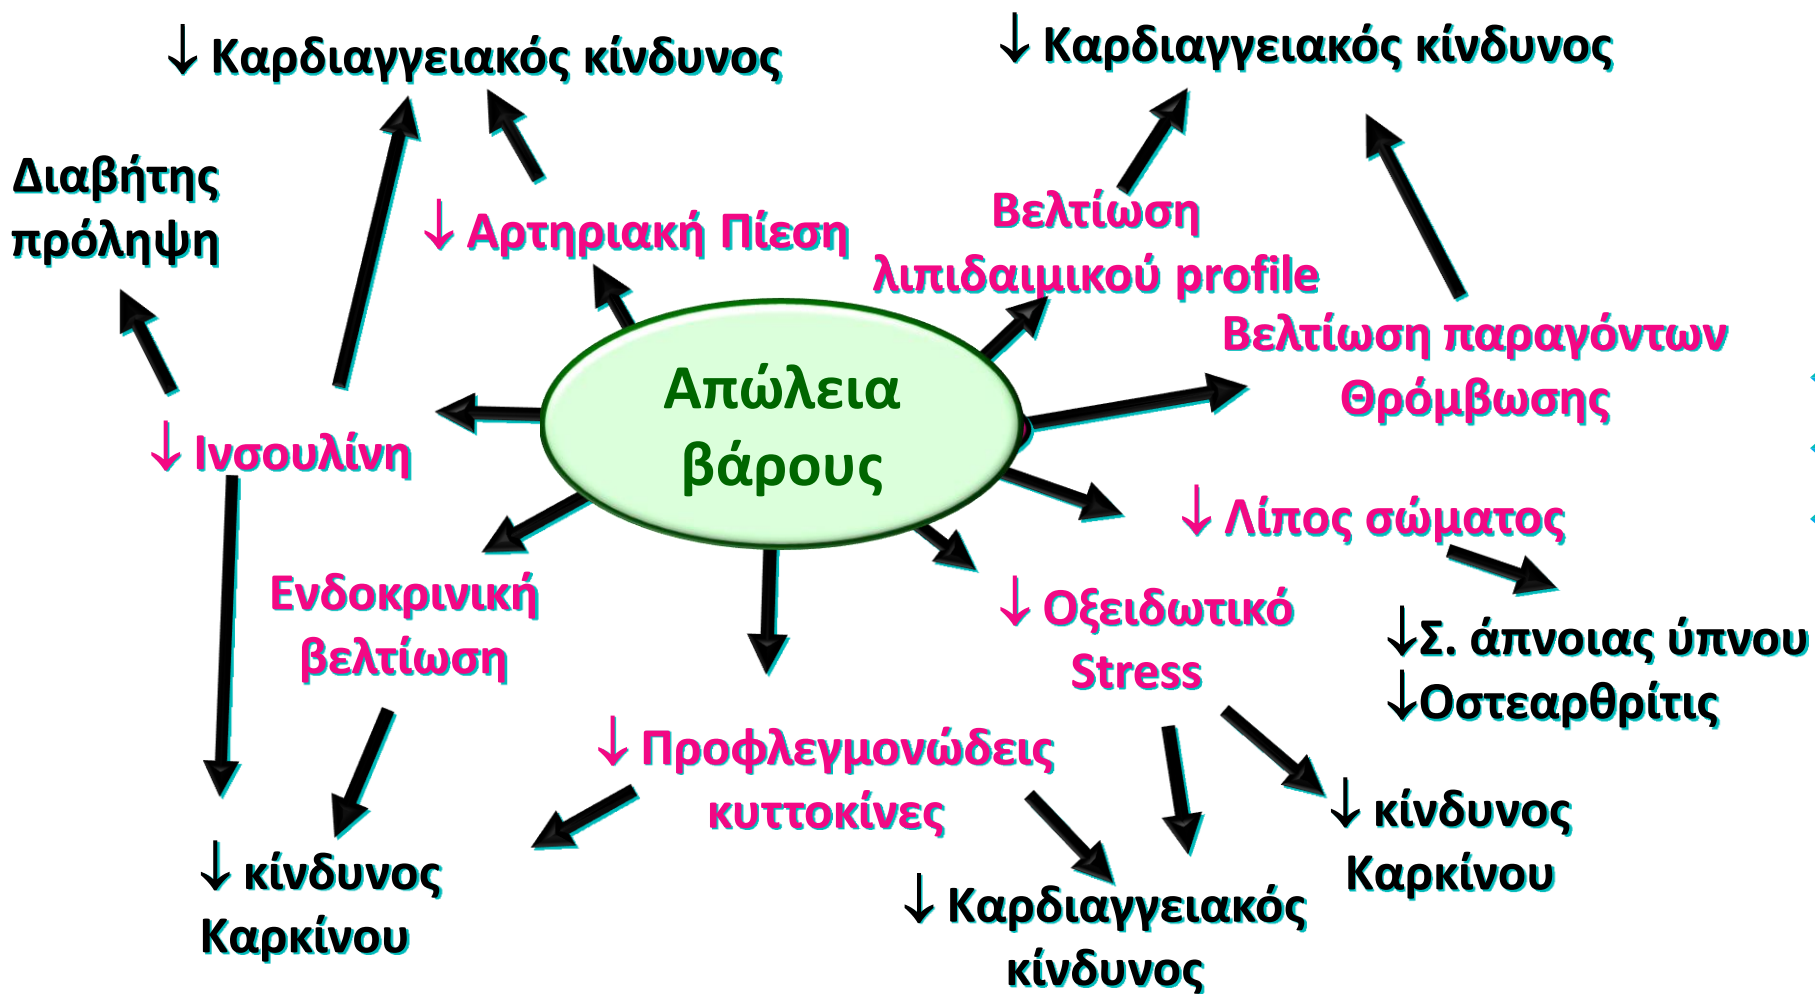 ↓ Καρδιαγγειακός κίνδυνος
↓ Καρδιαγγειακός κίνδυνος
Διαβήτης
πρόληψη
↓ Αρτηριακή Πίεση
Βελτίωση
λιπιδαιμικού profile
Βελτίωση παραγόντων
Θρόμβωσης
Απώλεια
βάρους
↓ Ινσουλίνη
↓ Λίπος σώματος
Ενδοκρινική
βελτίωση
↓ Οξειδωτικό
Stress
↓Σ. άπνοιας ύπνου
↓Οστεαρθρίτις
↓ Προφλεγμονώδεις
κυττοκίνες
↓ κίνδυνος
Καρκίνου
↓ κίνδυνος
Καρκίνου
↓ Καρδιαγγειακός
κίνδυνος